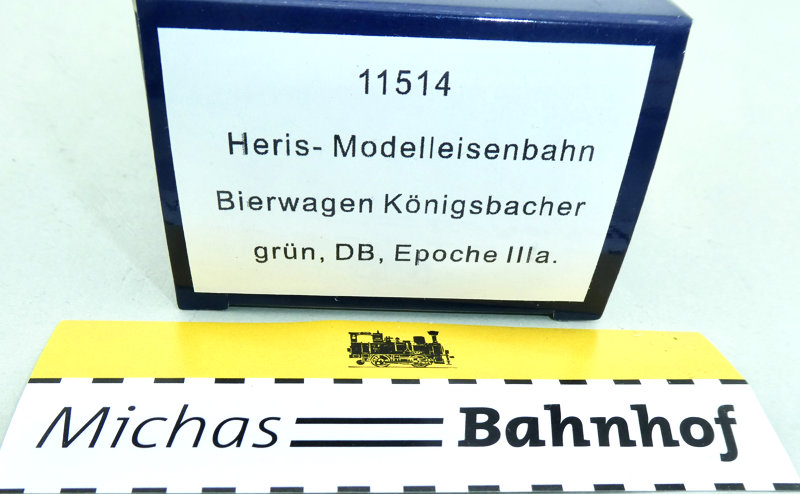 11514
Heris- Modelleisenbahn
Bierwagen Königsbacher
grün, DB, Epoche IIIa.
Michas Bahnhof